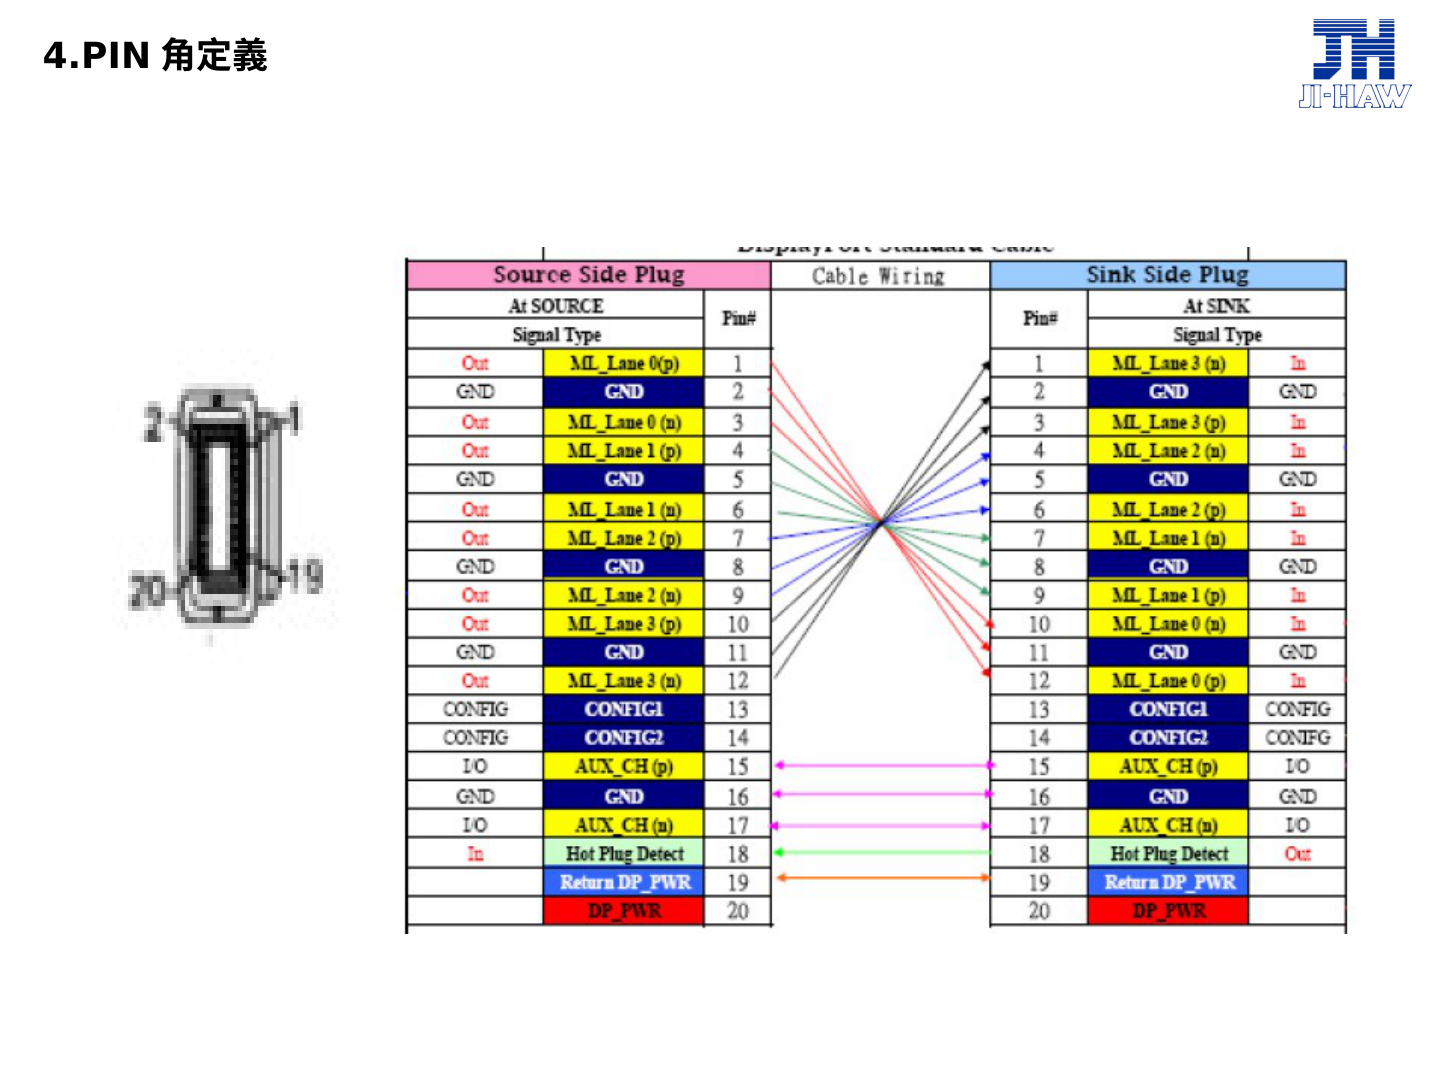 4.PIN 角定義
JH
JI-HAW
DisplayPort Standard Cable
Source Side Plug Cable Wiring Sink Side Plug
At SOURCE Pin# Pin# At SINK
Signal Type Signal Type
Out ML_Lane 0(p) 1 1 ML_Lane 3 (n) In
GND GND 2 2 GND GND
Out ML_Lane 0 (n) 3 3 ML_Lane 3 (p) In
Out ML_Lane 1 (p) 4 4 ML_Lane 2 (n) In
GND GND 5 5 GND GND
Out ML_Lane 1 (n) 6 6 ML_Lane 2 (p) In
Out ML_Lane 2 (p) 7 7 ML_Lane 1 (n) In
GND GND 8 8 GND GND
Out ML_Lane 2 (n) 9 9 ML_Lane 1 (p) In
Out ML_Lane 3 (p) 10 10 ML_Lane 0 (n) In
GND GND 11 11 GND GND
Out ML_Lane 3 (n) 12 12 ML_Lane 0 (p) In
CONFIG CONFIG1 13 13 CONFIG1 CONFIG
CONFIG CONFIG2 14 14 CONFIG2 CONIFG
I/O AUX_CH (p) 15 15 AUX_CH (p) I/O
GND GND 16 16 GND GND
I/O AUX_CH (n) 17 17 AUX_CH (n) I/O
In Hot Plug Detect 18 18 Hot Plug Detect Out
Return DP_PWR 19 19 Return DP_PWR
DP_PWR 20 20 DP_PWR
2 1
20 19